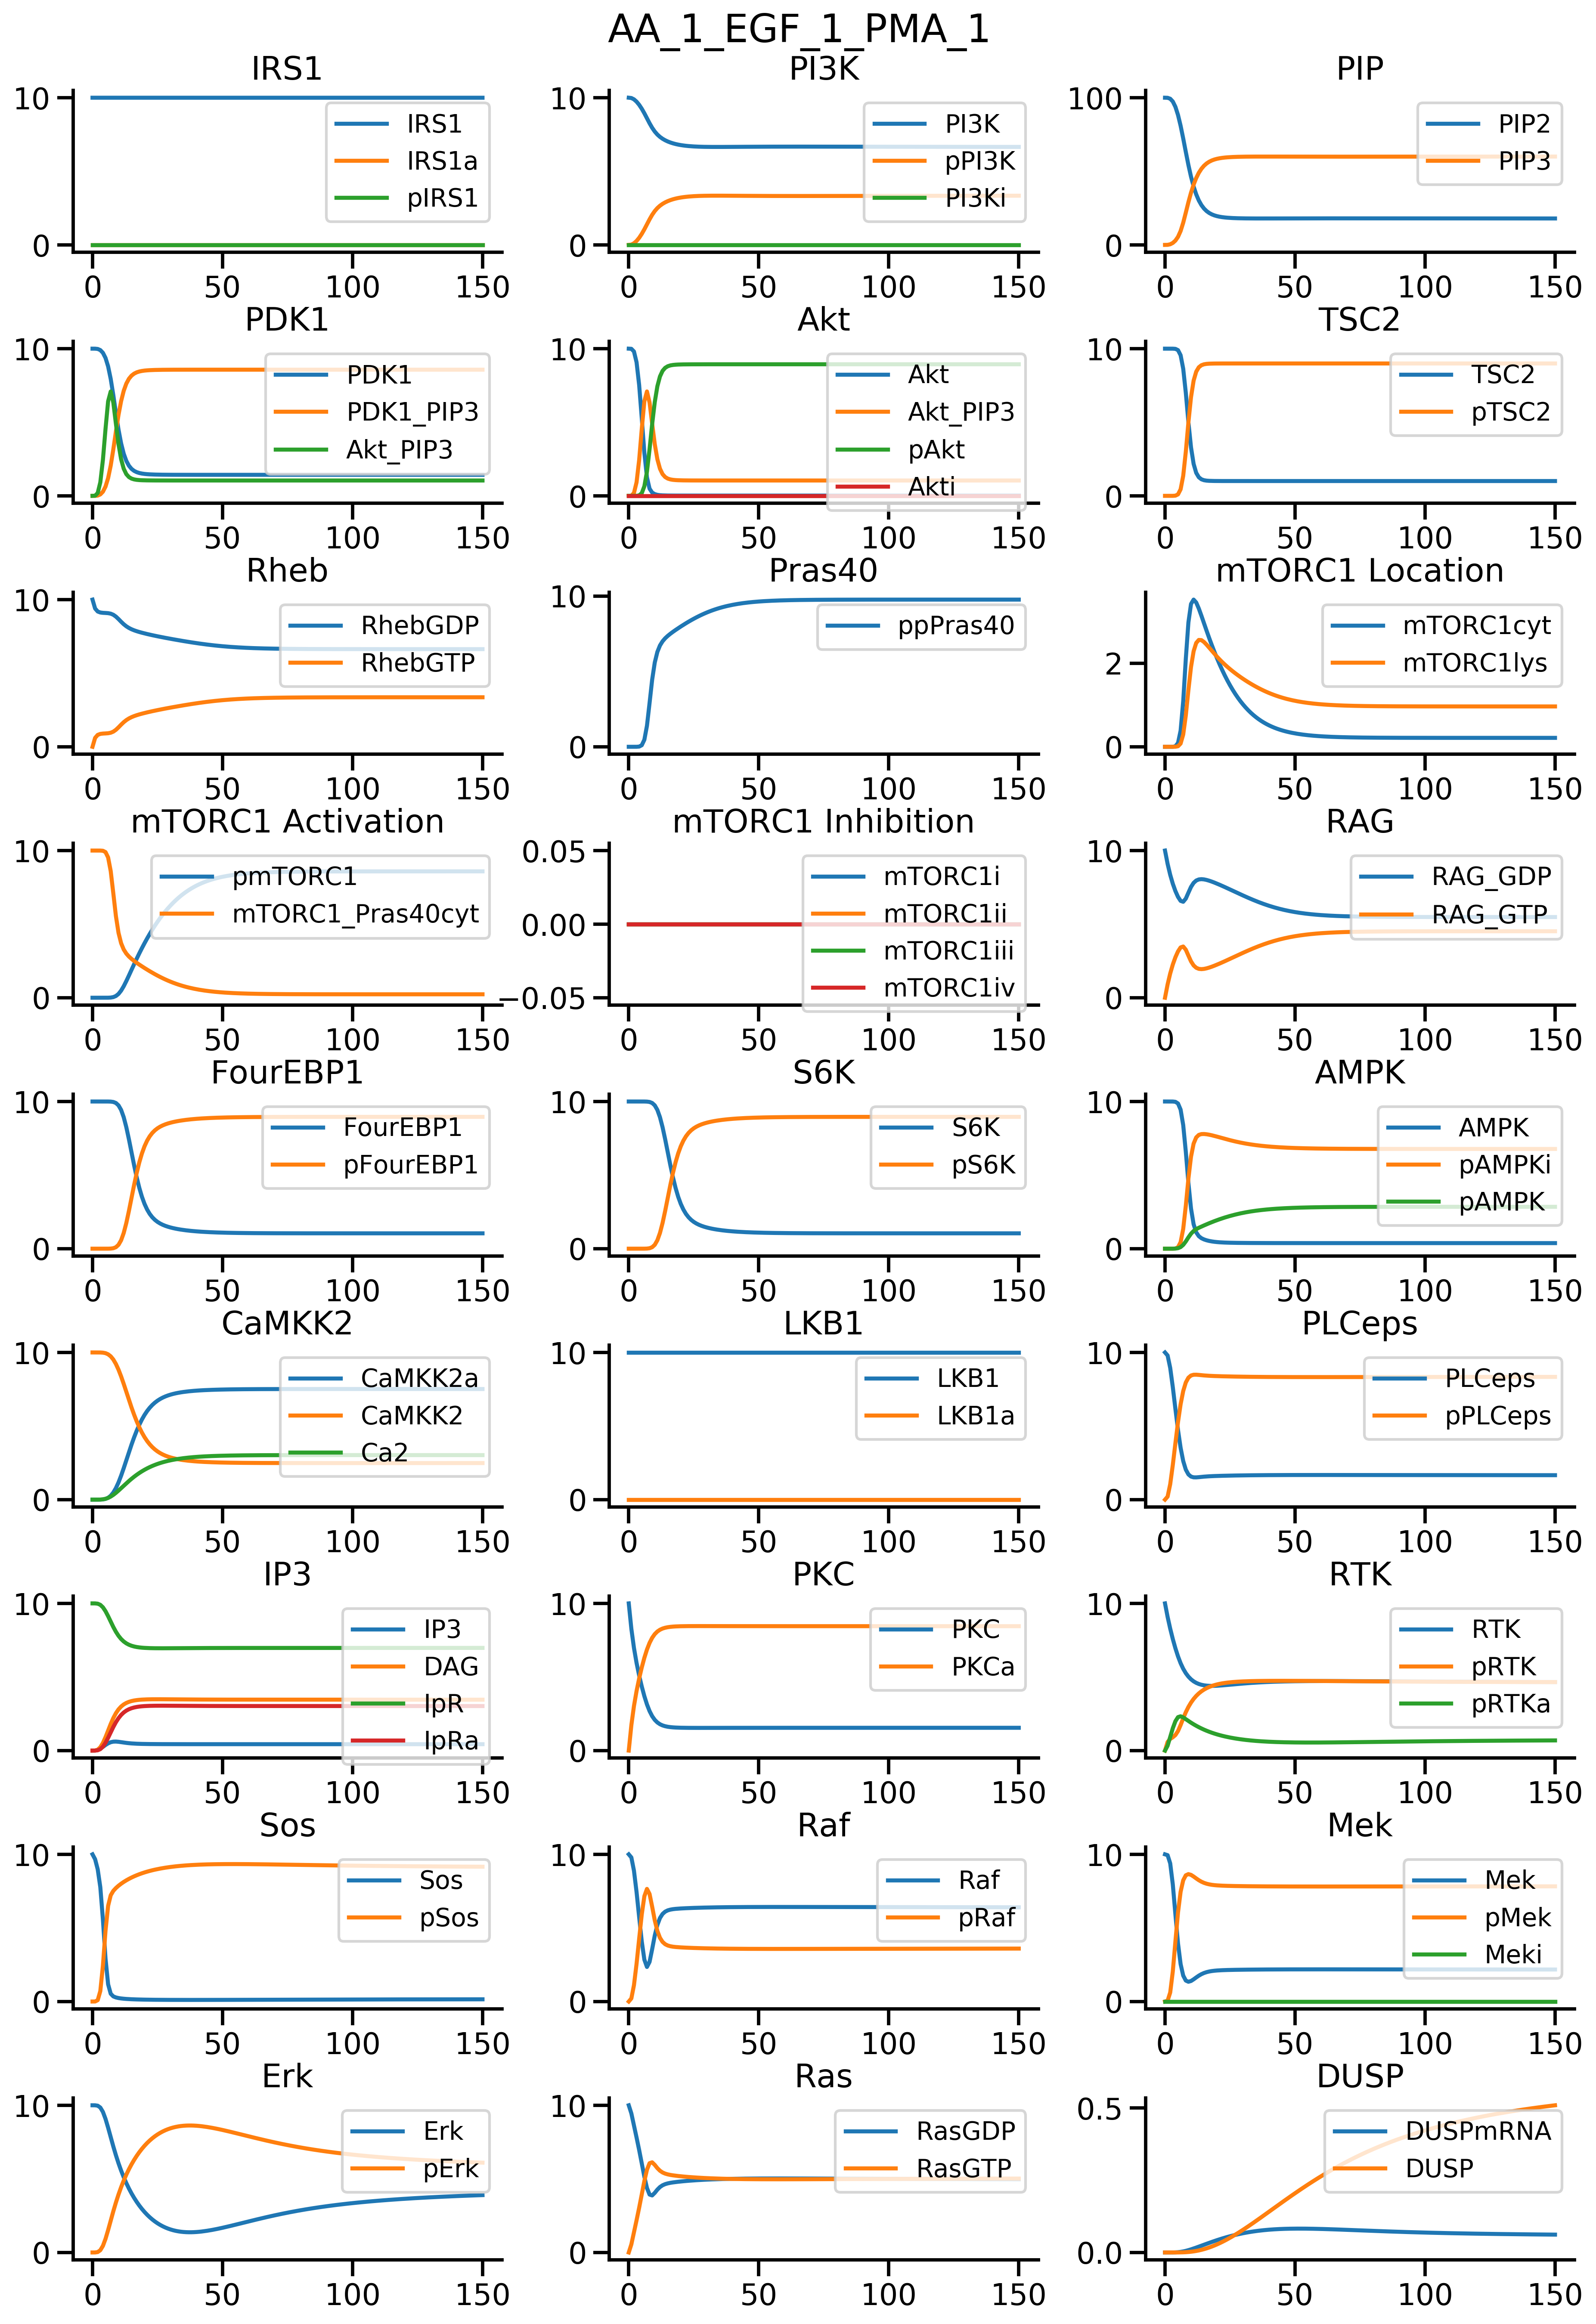 AA_1_EGF_1_PMA_1
IRS1
10
0
0 50 100 150
IRS1
IRS1a
pIRS1
PI3K
10
0
0 50 100 150
PI3K
pPI3K
PI3Ki
PIP
100
0
0 50 100 150
PIP2
PIP3
PDK1
10
0
0 50 100 150
PDK1
PDK1_PIP3
Akt_PIP3
Akt
10
0
0 50 100 150
Akt
Akt_PIP3
pAkt
Akti
TSC2
10
0
0 50 100 150
TSC2
pTSC2
Rheb
10
0
0 50 100 150
RhebGDP
RhebGTP
Pras40
10
0
0 50 100 150
ppPras40
mTORC1 Location
2
0
0 50 100 150
mTORC1cyt
mTORC1lys
mTORC1 Activation
10
0
0 50 100 150
pmTORC1
mTORC1_Pras40cyt
mTORC1 Inhibition
0.05
0.00
−0.05
0 50 100 150
mTORC1i
mTORC1ii
mTORC1iii
mTORC1iv
RAG
10
0
0 50 100 150
RAG_GDP
RAG_GTP
FourEBP1
10
0
0 50 100 150
FourEBP1
pFourEBP1
S6K
10
0
0 50 100 150
S6K
pS6K
AMPK
10
0
0 50 100 150
AMPK
pAMPKi
pAMPK
CaMKK2
10
0
0 50 100 150
CaMKK2a
CaMKK2
Ca2
LKB1
10
0
0 50 100 150
LKB1
LKB1a
PLCeps
10
0
0 50 100 150
PLCeps
pPLCeps
IP3
10
0
0 50 100 150
IP3
DAG
IpR
IpRa
PKC
10
0
0 50 100 150
PKC
PKCa
RTK
10
0
0 50 100 150
RTK
pRTK
pRTKa
Sos
10
0
0 50 100 150
Sos
pSos
Raf
10
0
0 50 100 150
Raf
pRaf
Mek
10
0
0 50 100 150
Mek
pMek
Meki
Erk
10
0
0 50 100 150
Erk
pErk
Ras
10
0
0 50 100 150
RasGDP
RasGTP
DUSP
0.5
0.0
0 50 100 150
DUSPmRNA
DUSP